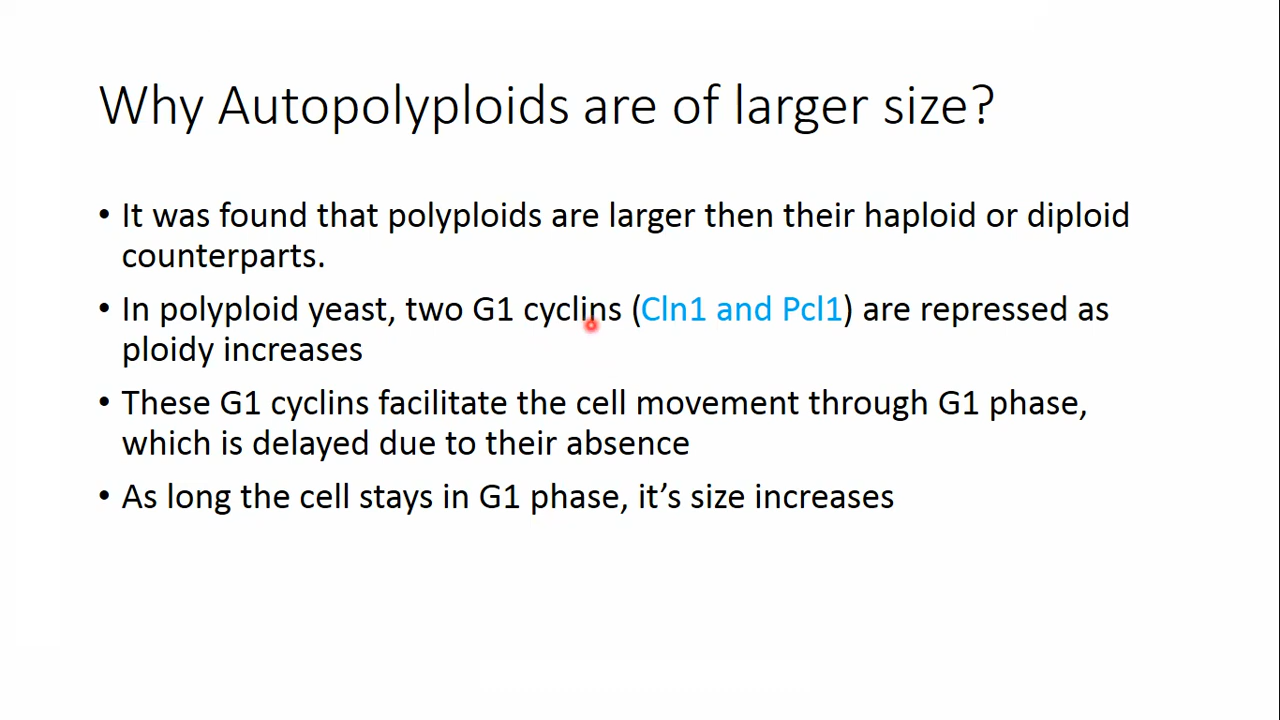 Why Autopolyploids are of larger size?
• It was found that polyploids are larger then their haploid or diploid
counterparts.
• In polyploid yeast, two G1 cyclins (Cln1 and Pcl1) are repressed as
ploidy increases
• These G1 cyclins facilitate the cell movement through G1 phase,
which is delayed due to their absence
• As long the cell stays in G1 phase, it’s size increases